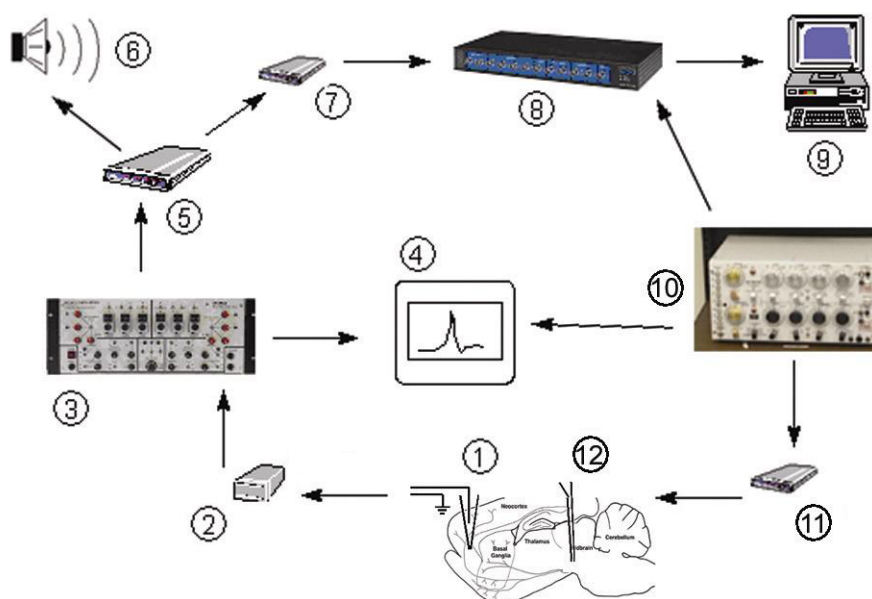 ⑥
⑦
⑧
⑨
⑤
④
⑩
③
①
⑫
②
⑪
Neocortex
Basal
Ganglia
Thalamus
Cerebellum